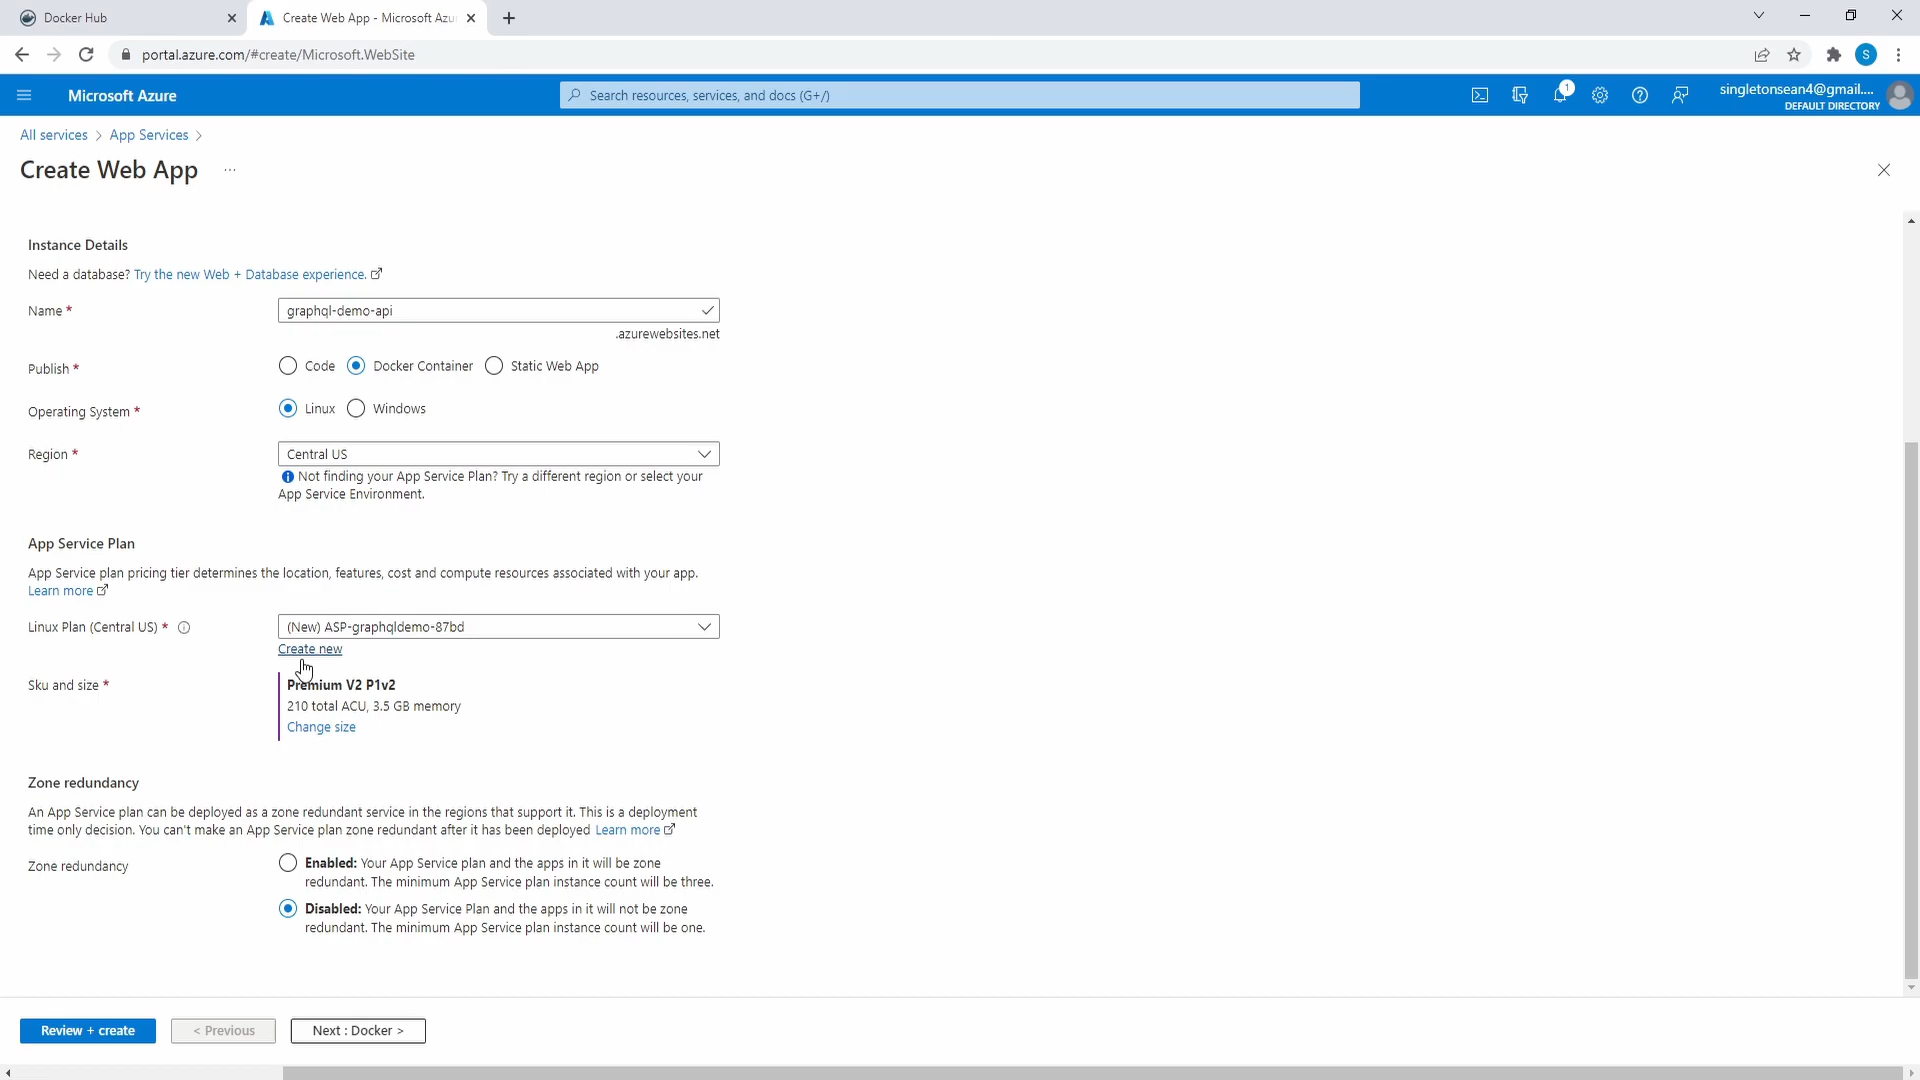 Docker Hub
Create Web App - Microsoft Azu
portal.azure.com/#create/Microsoft.WebSite
S
Microsoft Azure
Search resources, services, and docs (G+/)
1
singletonsean4@gmail....
DEFAULT DIRECTORY
All services > App Services >
Create Web App ...
Instance Details
Need a database? Try the new Web + Database experience.
Name *
graphql-demo-api
.azurewebsites.net
Publish *
Code Docker Container Static Web App
Operating System *
Linux Windows
Region *
Central US
Not finding your App Service Plan? Try a different region or select your
App Service Environment.
App Service Plan
App Service plan pricing tier determines the location, features, cost and compute resources associated with your app.
Learn more
Linux Plan (Central US) *
(New) ASP-graphqldemo-87bd
Create new
Sku and size *
Premium V2 P1v2
210 total ACU, 3.5 GB memory
Change size
Zone redundancy
An App Service plan can be deployed as a zone redundant service in the regions that support it. This is a deployment
time only decision. You can't make an App Service plan zone redundant after it has been deployed Learn more
Zone redundancy
Enabled: Your App Service plan and the apps in it will be zone
redundant. The minimum App Service plan instance count will be three.
Disabled: Your App Service Plan and the apps in it will not be zone
redundant. The minimum App Service plan instance count will be one.
Review + create
< Previous
Next : Docker >